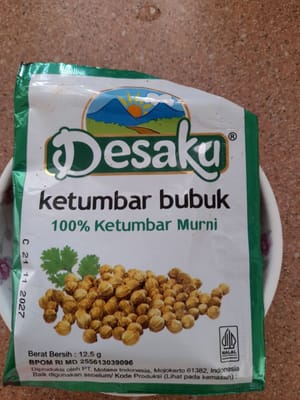 Desaku®
ketumbar bubuk
100% Ketumbar Murni
C 21 11 2027
Berat Bersih : 12,5 g
BPOM RI MD 255613039096
Diproduksi oleh PT. Motasa Indonesia, Mojokerto 61382, Indonesia
Baik digunakan sebelum/ Kode Produksi (Lihat pada kemasan)
HALAL